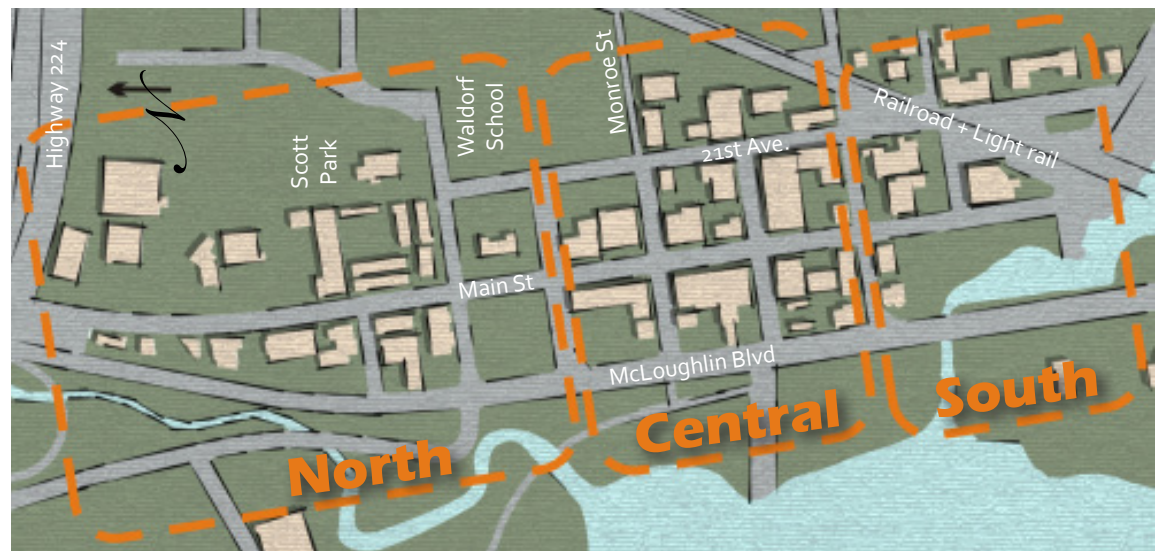 Highway 224
N
Scott
Park
Waldorf
School
Monroe St
21st Ave.
Railroad + Light rail
Main St
McLoughlin Blvd
North
Central
South